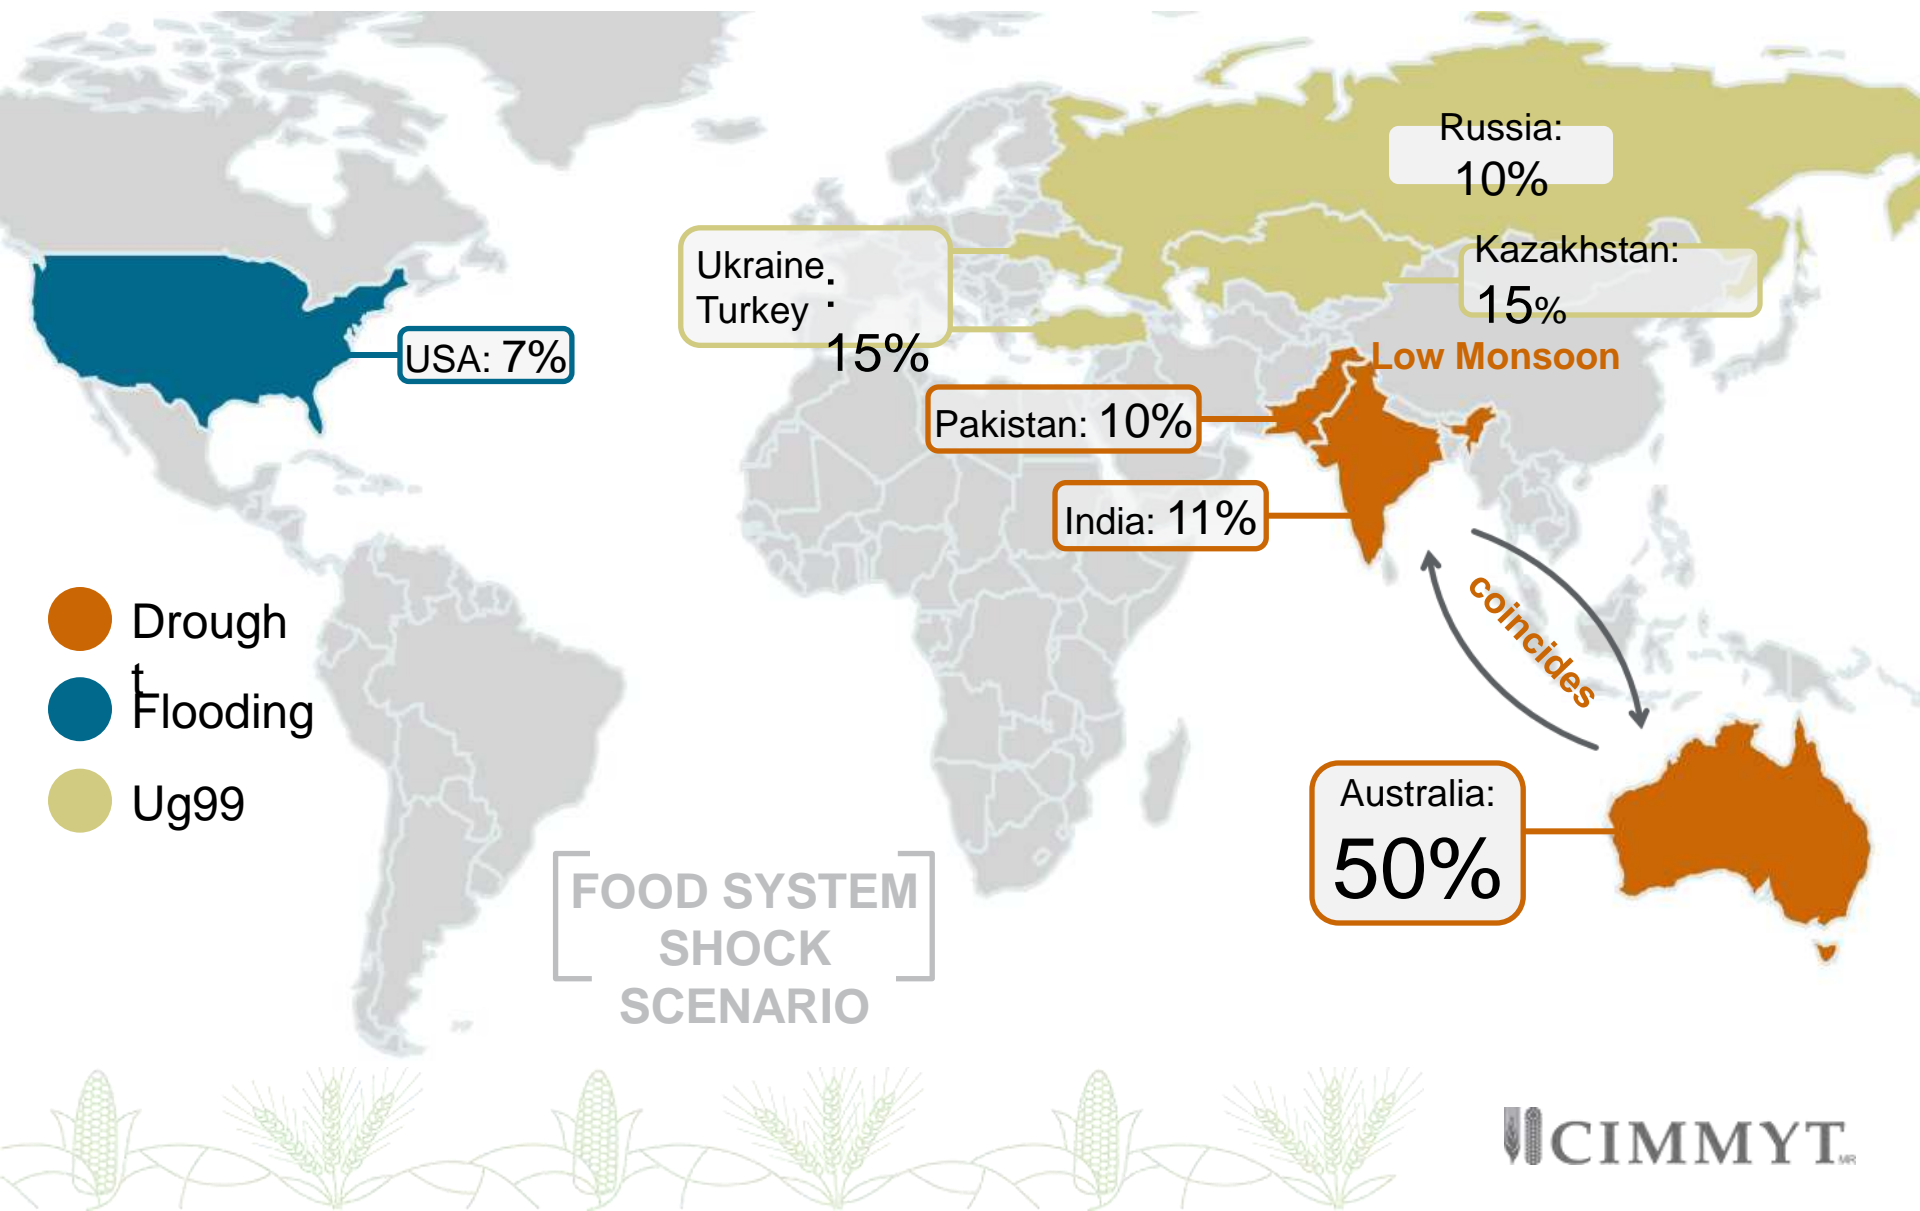 Russia:
10%
Kazakhstan:
15%
Ukraine:
Turkey :
15%
USA: 7%
Low Monsoon
Pakistan: 10%
India: 11%
coincides
Drough
t
Flooding
Ug99
Australia:
50%
FOOD SYSTEM
SHOCK
SCENARIO
CIMMYT
MR